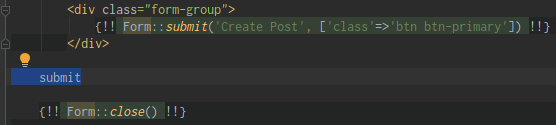 <div class="form-group">
{!! Form::submit('Create Post', ['class'=>'btn btn-primary']) !!}
</div>
submit
{!! Form::close() !!}